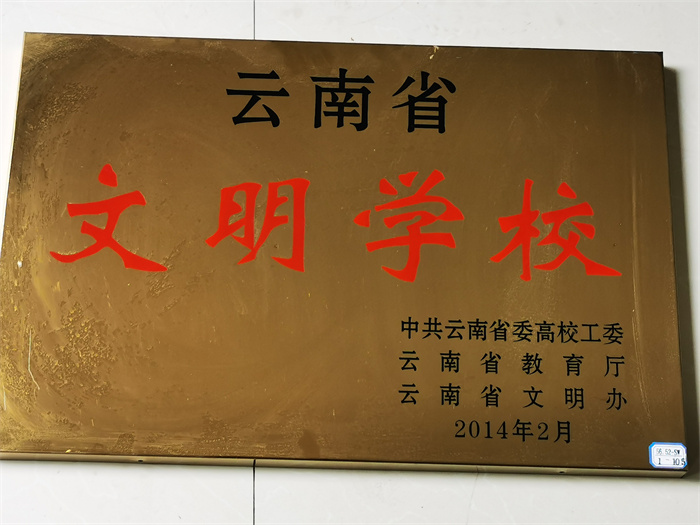 云南省
文明学校
中共云南省委高校工委
云南省教育厅
云南省文明办
2014年2月